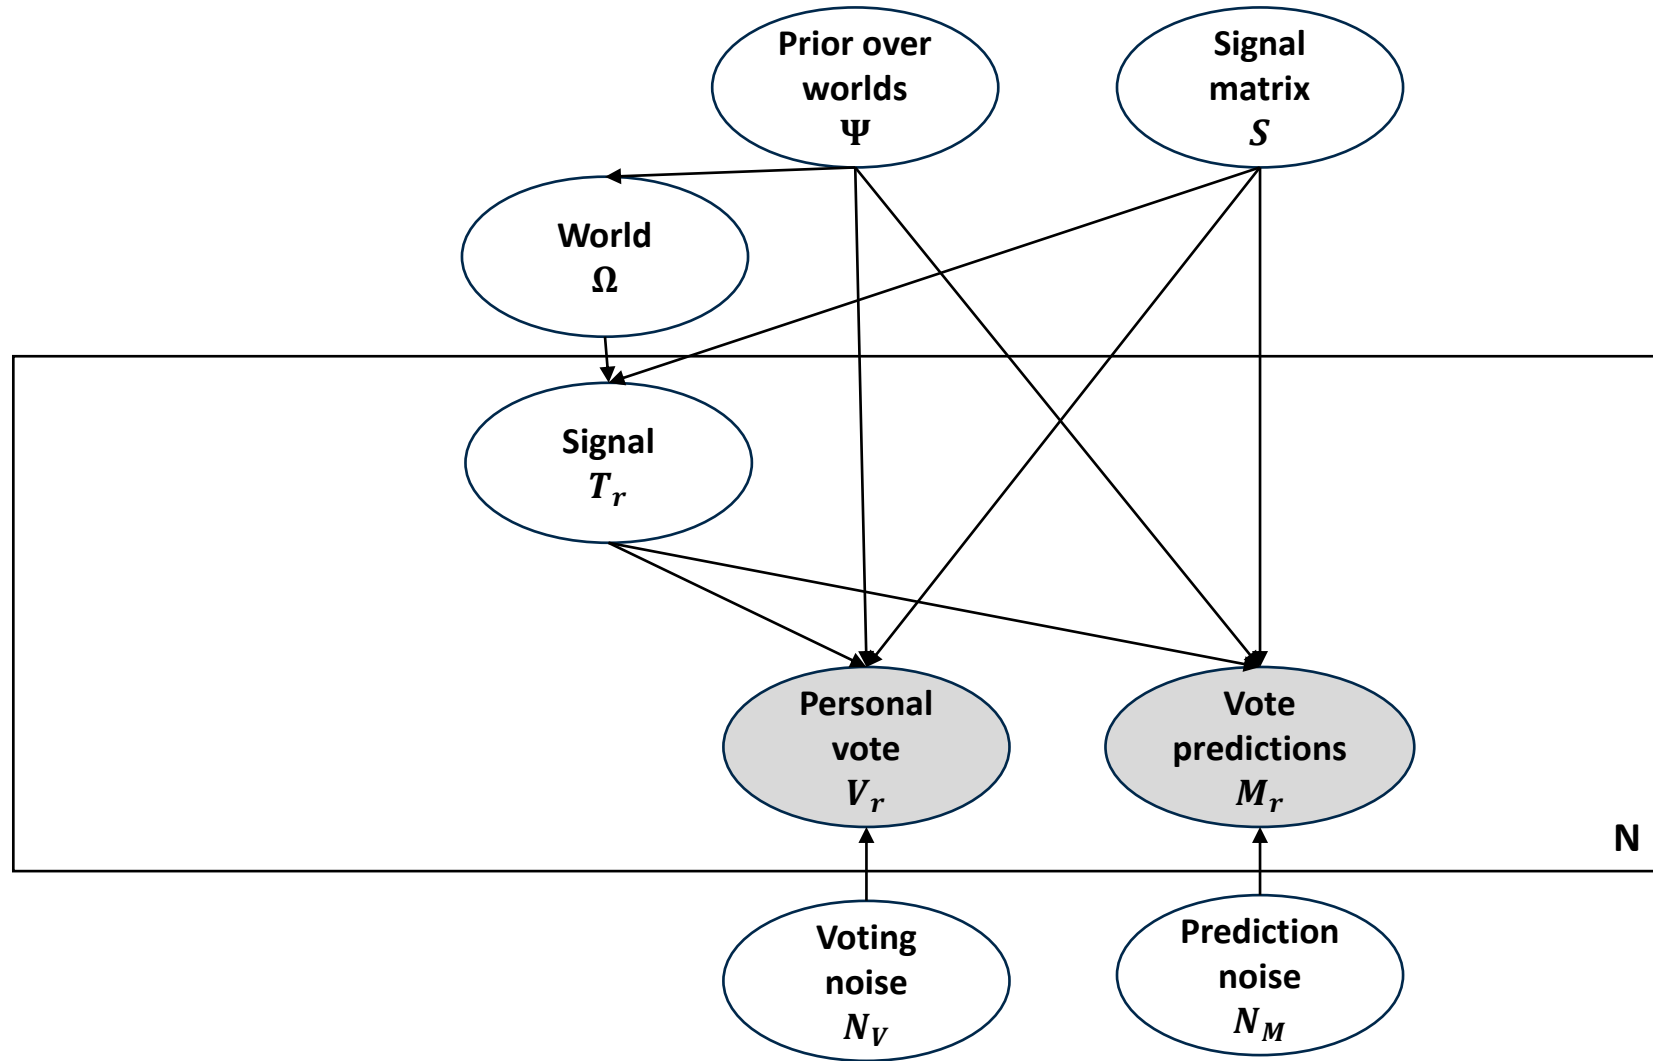 Prior over
worlds
Ψ
Signal
matrix
S
World
Ω
Signal
T_r
Personal
vote
V_r
Vote
predictions
M_r
N
Voting
noise
N_V
Prediction
noise
N_M